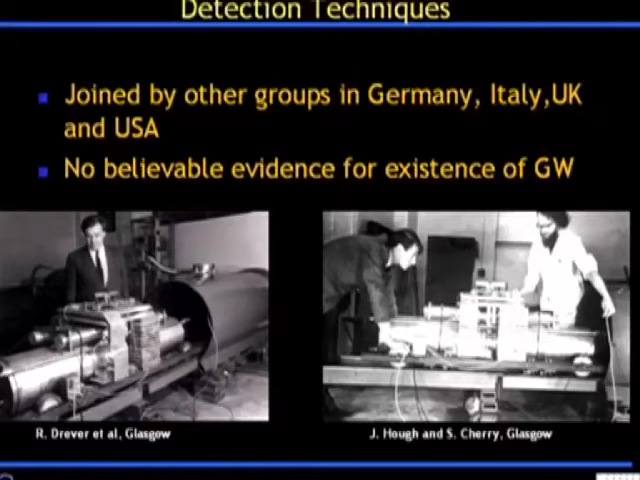 Detection Techniques
Joined by other groups in Germany, Italy,UK
and USA
No believable evidence for existence of GW
R. Drever et al, Glasgow
J. Hough and S. Cherry, Glasgow